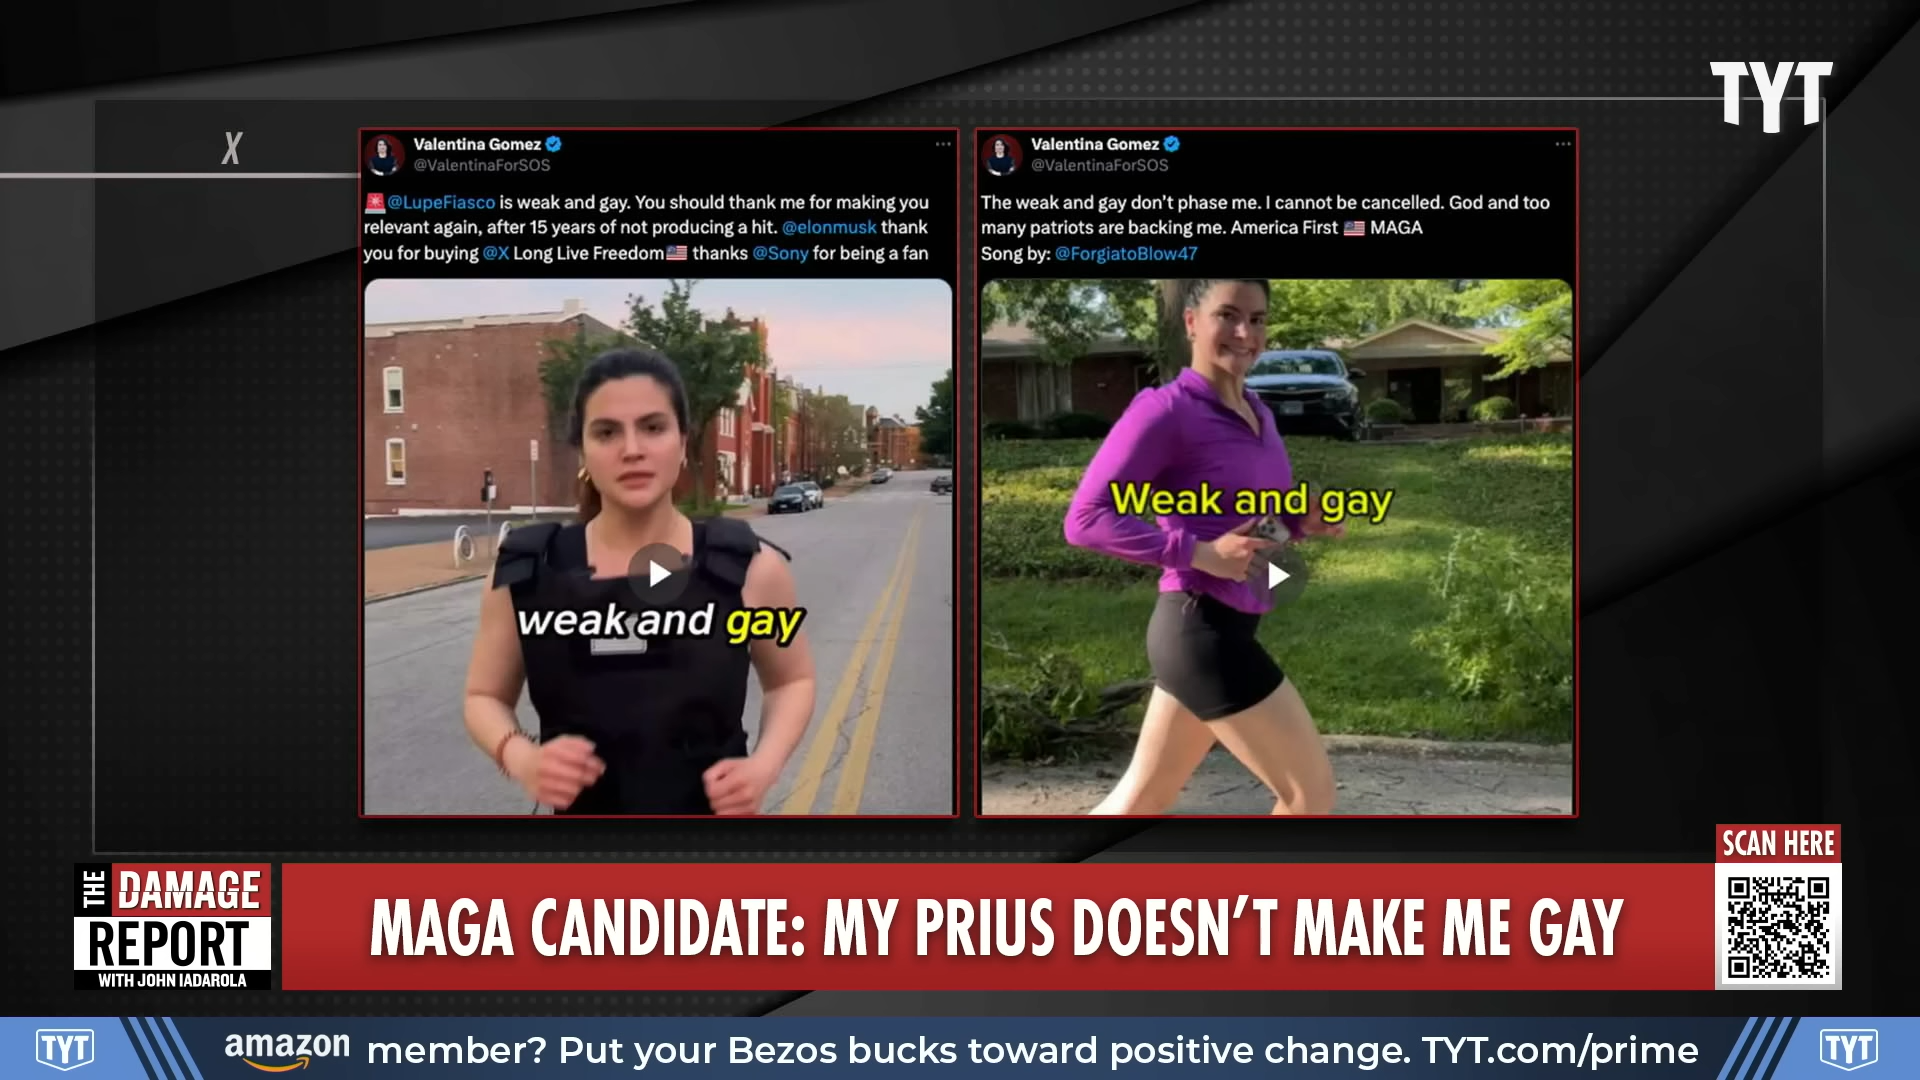 TYT
X
Valentina Gomez
@ValentinaForSOS
🚨@LupeFiasco is weak and gay. You should thank me for making you
relevant again, after 15 years of not producing a hit. @elonmusk thank
you for buying @X Long Live Freedom🇺🇸 thanks @Sony for being a fan
weak and gay
Valentina Gomez
@ValentinaForSOS
The weak and gay don't phase me. I cannot be cancelled. God and too
many patriots are backing me. America First 🇺🇸 MAGA
Song by: @ForgiatoBlow47
Weak and gay
SCAN HERE
THE DAMAGE
REPORT
WITH JOHN IADAROLA
MAGA CANDIDATE: MY PRIUS DOESN'T MAKE ME GAY
TYT
amazon member? Put your Bezos bucks toward positive change. TYT.com/prime
TYT